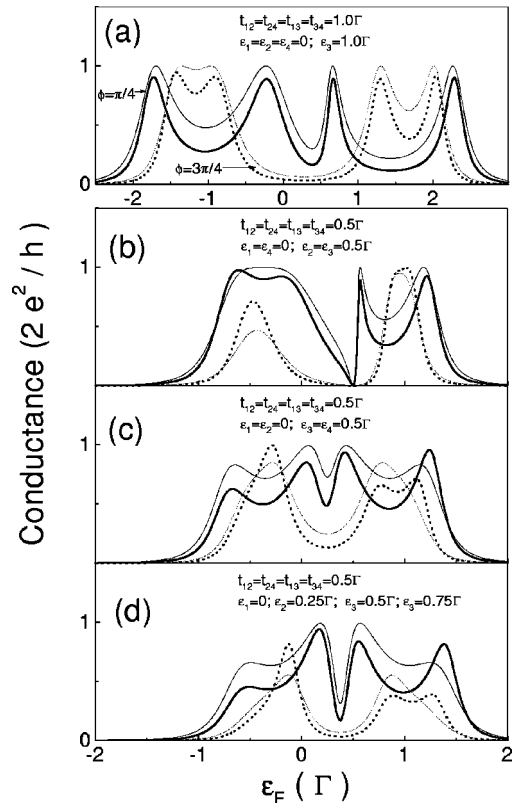 (a)
t₁₂=t₂₄=t₁₃=t₃₄=1.0Γ
ε₁=ε₂=ε₄=0; ε₃=1.0Γ
1
ϕ=π/4
ϕ=3π/4
0
-2 -1 0 1 2
(b)
t₁₂=t₂₄=t₁₃=t₃₄=0.5Γ
ε₁=ε₄=0; ε₂=ε₃=0.5Γ
1
0
(c)
t₁₂=t₂₄=t₁₃=t₃₄=0.5Γ
ε₁=ε₂=0; ε₃=ε₄=0.5Γ
1
(d)
t₁₂=t₂₄=t₁₃=t₃₄=0.5Γ
ε₁=0; ε₂=0.25Γ; ε₃=0.5Γ; ε₃=0.75Γ
1
0
-2 -1 0 1 2
ε_F (Γ)
Conductance (2 e² / h)